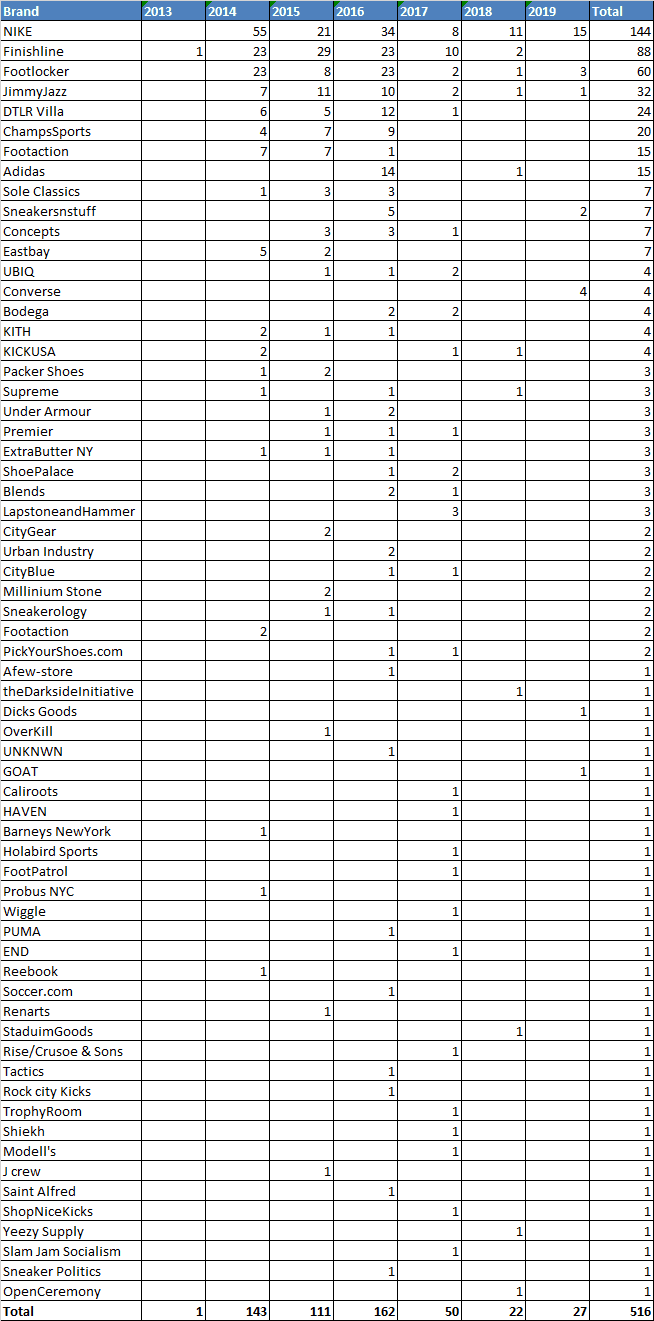 Brand 2013 2014 2015 2016 2017 2018 2019 Total
NIKE 55 21 34 8 11 15 144
Finishline 1 23 29 23 10 2 88
Footlocker 23 8 23 2 1 3 60
JimmyJazz 7 11 10 2 1 1 32
DTLR Villa 6 5 12 1 24
ChampsSports 4 7 9 20
Footaction 7 7 1 15
Adidas 14 1 15
Sole Classics 1 3 3 7
Sneakersnstuff 5 2 7
Concepts 3 3 1 7
Eastbay 5 2 7
UBIQ 1 1 2 4
Converse 4 4
Bodega 2 2 4
KITH 2 1 1 4
KICKUSA 2 1 1 4
Packer Shoes 1 2 3
Supreme 1 1 1 3
Under Armour 1 2 3
Premier 1 1 1 3
ExtraButter NY 1 1 1 3
ShoePalace 1 2 3
Blends 2 1 3
LapstoneandHammer 3 3
CityGear 2 2
Urban Industry 2 2
CityBlue 1 1 2
Millinium Stone 2 2
Sneakerology 1 1 2
Footaction 2 2
PickYourShoes.com 1 1 2
Afew-store 1 1
theDarksideInitiative 1 1
Dicks Goods 1 1
OverKill 1 1
UNKNWN 1 1
GOAT 1 1
Caliroots 1 1
HAVEN 1 1
Barneys NewYork 1 1
Holabird Sports 1 1
FootPatrol 1 1
Probus NYC 1 1
Wiggle 1 1
PUMA 1 1
END 1 1
Reebook 1 1
Soccer.com 1 1
Renarts 1 1
StaduimGoods 1 1
Rise/Crusoe & Sons 1 1
Tactics 1 1
Rock city Kicks 1 1
TrophyRoom 1 1
Shiekh 1 1
Modell's 1 1
J crew 1 1
Saint Alfred 1 1
ShopNiceKicks 1 1
Yeezy Supply 1 1
Slam Jam Socialism 1 1
Sneaker Politics 1 1
OpenCeremony 1 1
Total 1 143 111 162 50 22 27 516